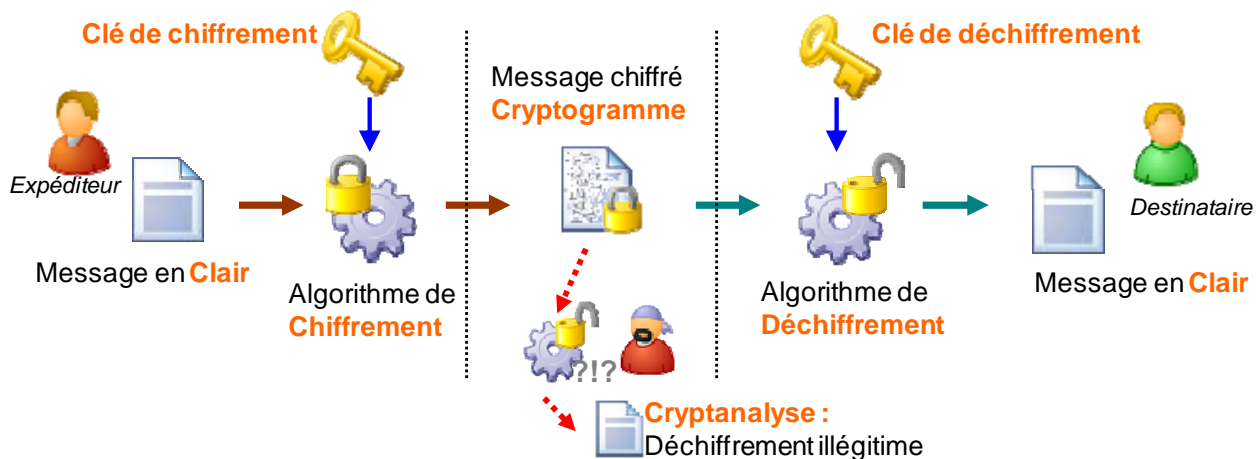 Clé de chiffrement
Clé de déchiffrement
Message chiffré
Cryptogramme
Expéditeur
Destinataire
Message en Clair
Algorithme de
Chiffrement
Algorithme de
Déchiffrement
Message en Clair
?!?
Cryptanalyse :
Déchiffrement illégitime